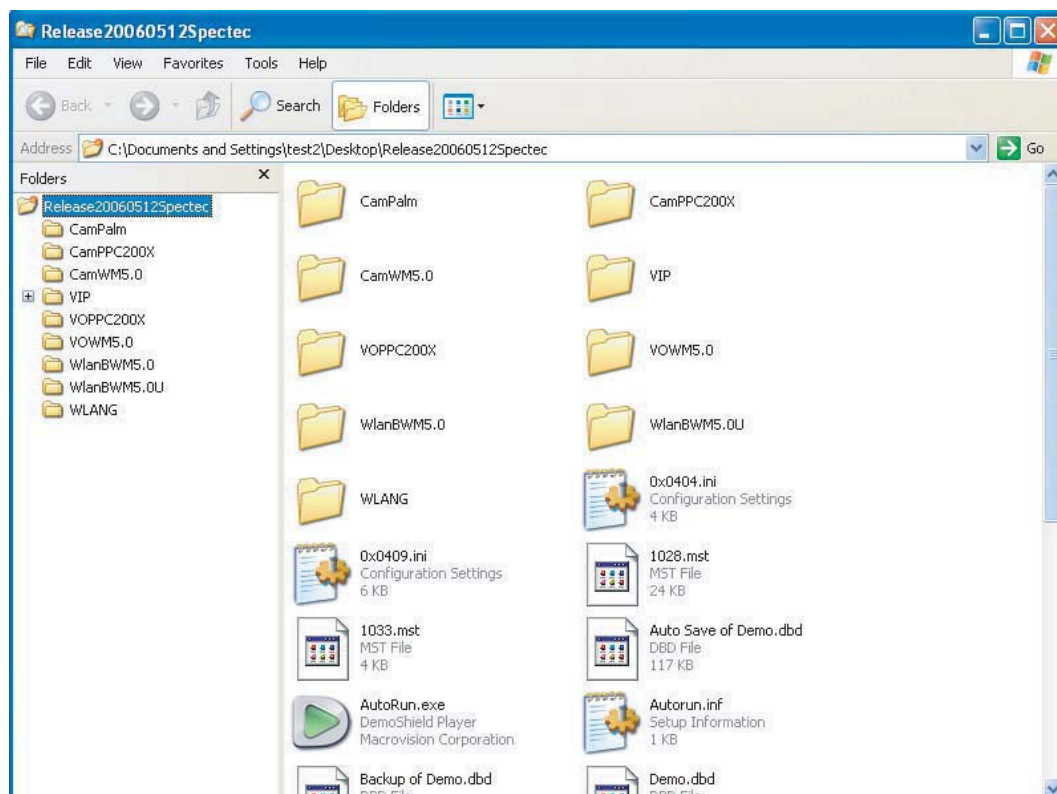 Release20060512Spectec
File Edit View Favorites Tools Help
Back Search Folders
Address C:\Documents and Settings\test2\Desktop\Release20060512Spectec Go
Folders
Release20060512Spectec
CamPalm
CamPPC200X
CamWM5.0
VIP
VOPPC200X
VOWM5.0
WlanBWM5.0
WlanBWM5.0U
WLANG
CamPalm
CamPPC200X
CamWM5.0
VIP
VOPPC200X
VOWM5.0
WlanBWM5.0
WlanBWM5.0U
WLANG
0x0404.ini
Configuration Settings
4 KB
0x0409.ini
Configuration Settings
6 KB
1028.mst
MST File
24 KB
1033.mst
MST File
4 KB
Auto Save of Demo.dbd
DBD File
117 KB
AutoRun.exe
DemoShield Player
Macrovision Corporation
Autorun.inf
Setup Information
1 KB
Backup of Demo.dbd
DBD File
Demo.dbd
DBD File